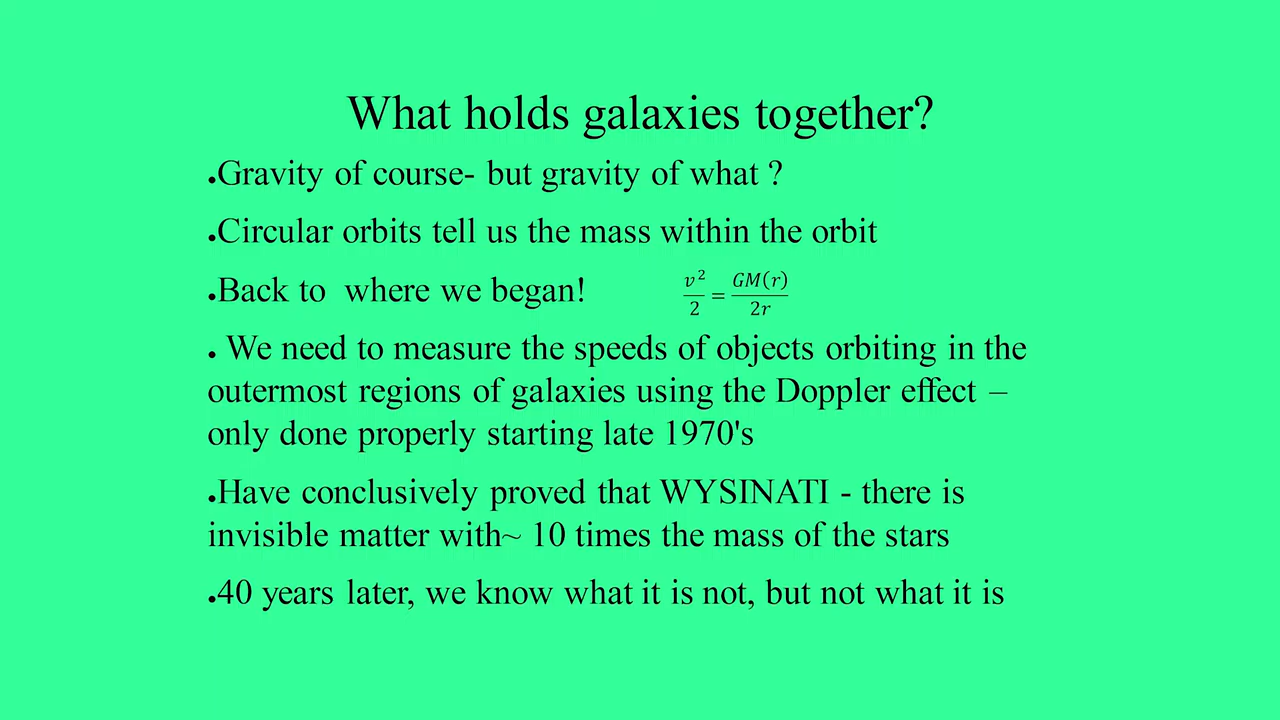 What holds galaxies together?
●Gravity of course- but gravity of what ?
●Circular orbits tell us the mass within the orbit
●Back to  where we began! v²/2 = GM(r)/2r
● We need to measure the speeds of objects orbiting in the
outermost regions of galaxies using the Doppler effect –
only done properly starting late 1970's
●Have conclusively proved that WYSINATI - there is
invisible matter with~ 10 times the mass of the stars
●40 years later, we know what it is not, but not what it is